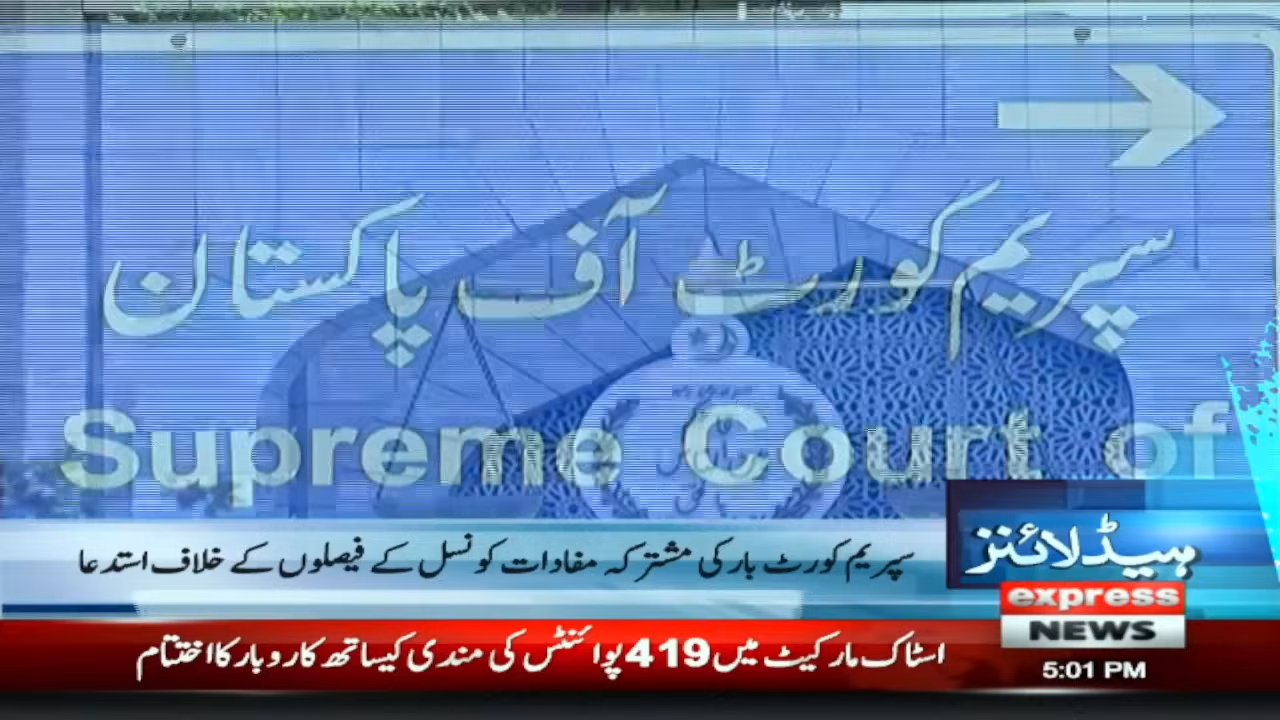 سپریم کورٹ آف پاکستان
Supreme Court of
ہیڈلائنز
سپریم کورٹ بار کی مشترکہ مفادات کونسل کے فیصلوں کے خلاف استدعا
express
NEWS
اسٹاک مارکیٹ میں 419 پوائنٹس کی مندی کیساتھ کاروبار کا اختتام
5:01 PM